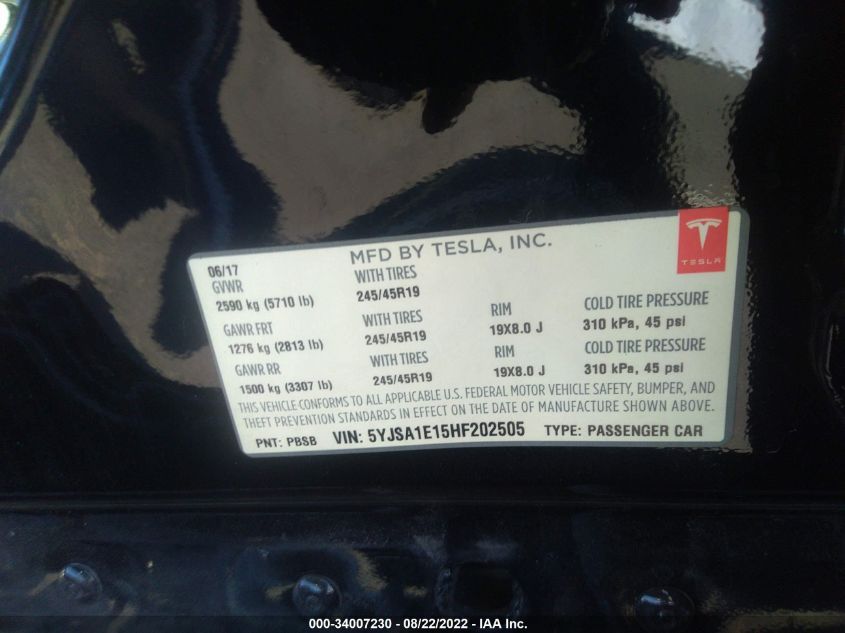 MFD BY TESLA, INC.
TESLA
06/17
GVWR WITH TIRES
2590 kg (5710 lb) 245/45R19
GAWR FRT WITH TIRES RIM COLD TIRE PRESSURE
1276 kg (2813 lb) 245/45R19 19X8.0 J 310 kPa, 45 psi
GAWR RR WITH TIRES RIM COLD TIRE PRESSURE
1500 kg (3307 lb) 245/45R19 19X8.0 J 310 kPa, 45 psi
THIS VEHICLE CONFORMS TO ALL APPLICABLE U.S. FEDERAL MOTOR VEHICLE SAFETY, BUMPER, AND
THEFT PREVENTION STANDARDS IN EFFECT ON THE DATE OF MANUFACTURE SHOWN ABOVE.
PNT: PBSB VIN: 5YJSA1E15HF202505 TYPE: PASSENGER CAR
000-34007230 - 08/22/2022 - IAA Inc.